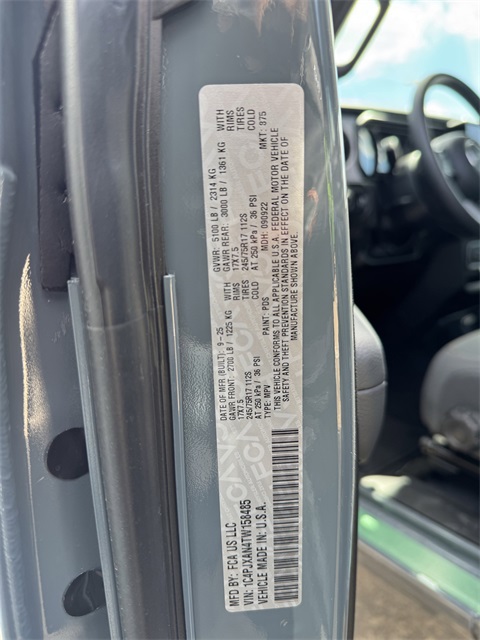 MFD BY: FCA US LLC
DATE OF MFR (BUILT): 9-25
GVWR: 5100 LB / 2314 KG
GAWR FRONT: 2700 LB / 1225 KG WITH
17X7.5 RIMS
245/75R17 112S TIRES
AT 250 kPa / 36 PSI COLD
GAWR REAR: 3000 LB / 1361 KG WITH
17X7.5 RIMS
245/75R17 112S TIRES
AT 250 kPa / 36 PSI COLD
TYPE: MPV
PAINT: PDS
MDH: 090922
MKT: 875
THIS VEHICLE CONFORMS TO ALL APPLICABLE U.S.A. FEDERAL MOTOR VEHICLE
SAFETY AND THEFT PREVENTION STANDARDS IN EFFECT ON THE DATE OF
MANUFACTURE SHOWN ABOVE.
VIN: 1C4PJXAN4TW158485
VEHICLE MADE IN: U.S.A.